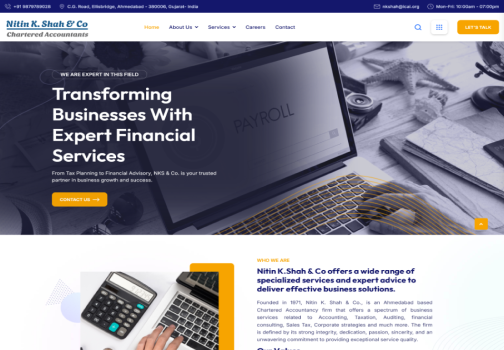 +91 9879789018 C.G. Road, Ellisbridge, Ahmedabad - 380006, Gujarat- India nkshah@icai.org Mon-Fri: 10:00am - 07:00pm
Nitin K. Shah & Co
Chartered Accountants
Home About Us Services Careers Contact LET'S TALK
WE ARE EXPERT IN THIS FIELD
Transforming
Businesses With
Expert Financial
Services
From Tax Planning to Financial Advisory, NKS & Co. is your trusted
partner in business growth and success.
CONTACT US
PAYROLL
WHO WE ARE
Nitin K.Shah & Co offers a wide range of
specialized services and expert advice to
deliver effective business solutions.
Founded in 1971, Nitin K. Shah & Co., is an Ahmedabad based
Chartered Accountancy firm that offers a spectrum of business
services related to Accounting, Taxation, Auditing, financial
consulting, Sales Tax, Corporate strategies and much more. The firm
is defined by its strong integrity, dedication, passion, sincerity, and an
unwavering commitment to providing exceptional service quality.